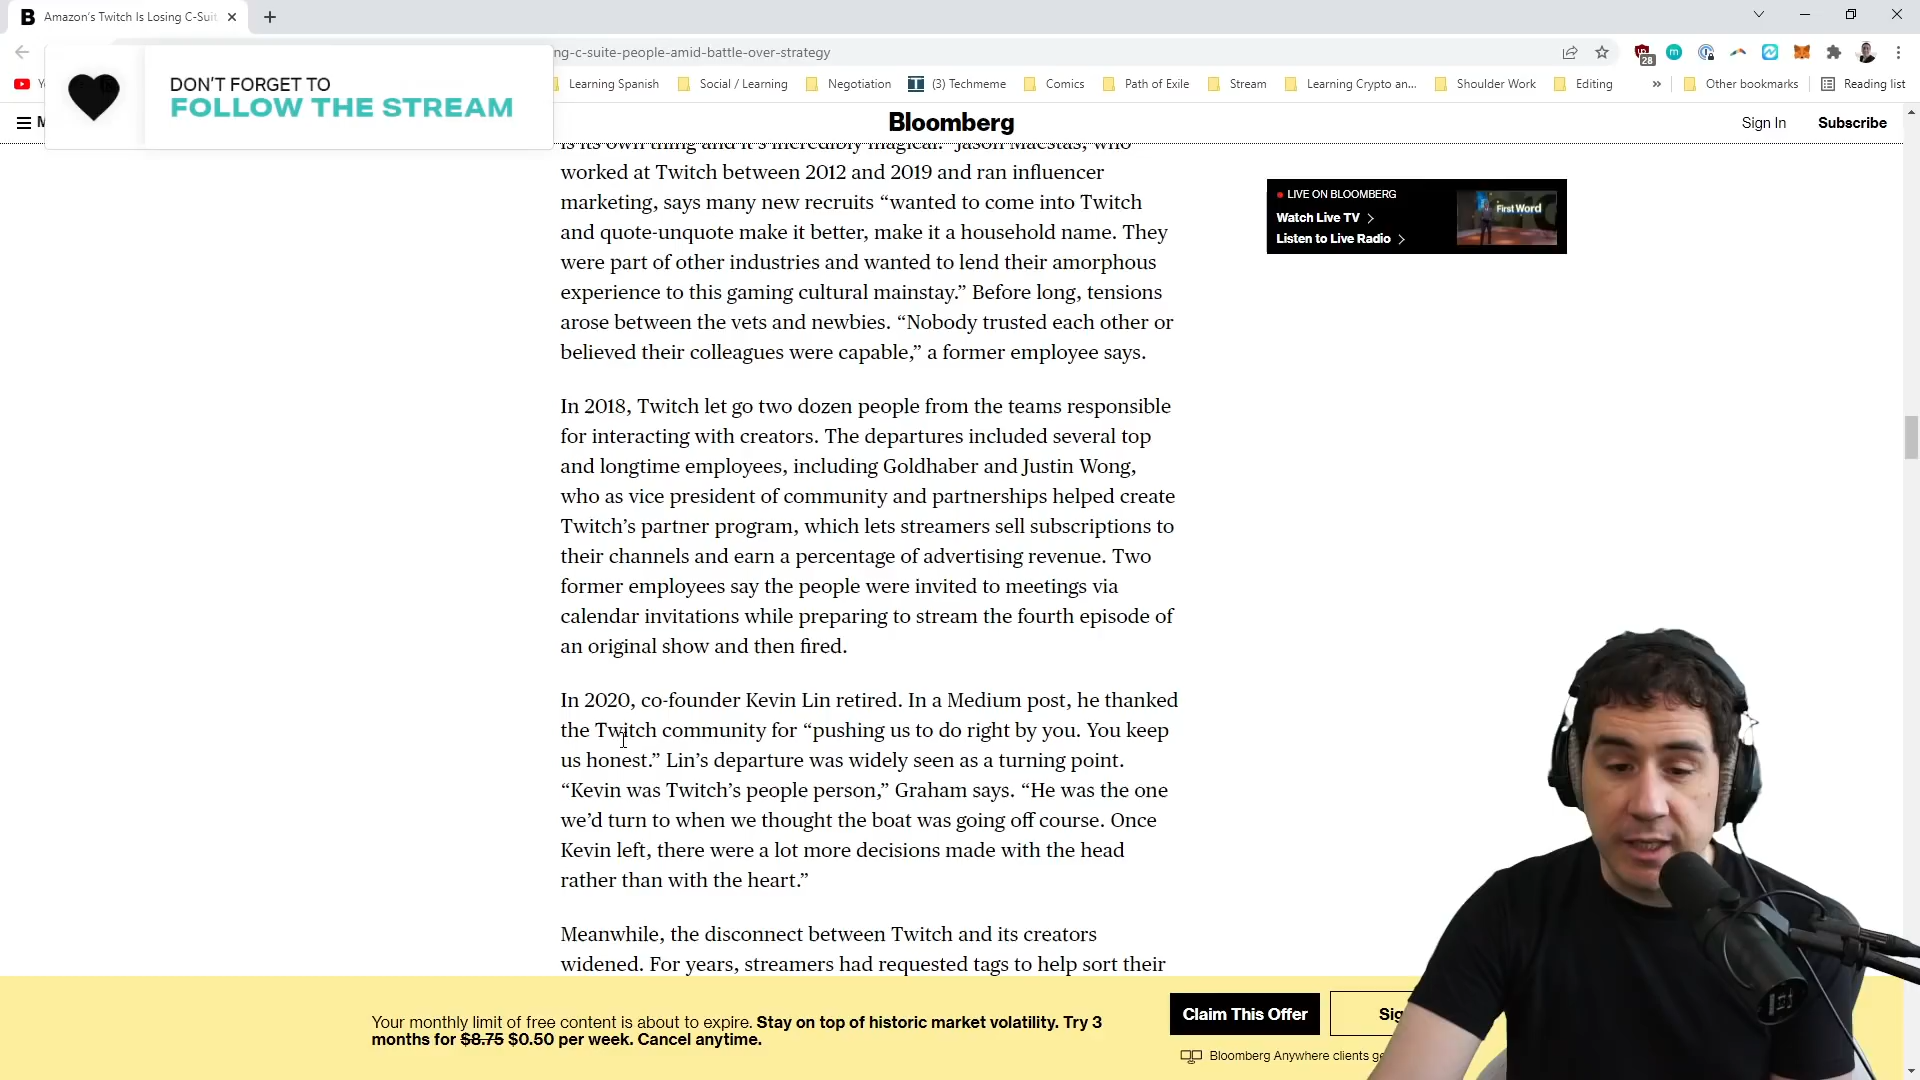 Amazon's Twitch Is Losing C-Suit
DON'T FORGET TO
FOLLOW THE STREAM
ng-c-suite-people-amid-battle-over-strategy
28
Learning Spanish
Social / Learning
Negotiation
(3) Techmeme
Comics
Path of Exile
Stream
Learning Crypto an...
Shoulder Work
Editing
»
Other bookmarks
Reading list
Bloomberg
Sign In
Subscribe
is its own thing and it's incredibly magical." Jason Maestas, who
worked at Twitch between 2012 and 2019 and ran influencer
marketing, says many new recruits “wanted to come into Twitch
and quote-unquote make it better, make it a household name. They
were part of other industries and wanted to lend their amorphous
experience to this gaming cultural mainstay.” Before long, tensions
arose between the vets and newbies. “Nobody trusted each other or
believed their colleagues were capable,” a former employee says.
In 2018, Twitch let go two dozen people from the teams responsible
for interacting with creators. The departures included several top
and longtime employees, including Goldhaber and Justin Wong,
who as vice president of community and partnerships helped create
Twitch’s partner program, which lets streamers sell subscriptions to
their channels and earn a percentage of advertising revenue. Two
former employees say the people were invited to meetings via
calendar invitations while preparing to stream the fourth episode of
an original show and then fired.
In 2020, co-founder Kevin Lin retired. In a Medium post, he thanked
the Twitch community for “pushing us to do right by you. You keep
us honest.” Lin’s departure was widely seen as a turning point.
“Kevin was Twitch’s people person,” Graham says. “He was the one
we’d turn to when we thought the boat was going off course. Once
Kevin left, there were a lot more decisions made with the head
rather than with the heart.”
Meanwhile, the disconnect between Twitch and its creators
widened. For years, streamers had requested tags to help sort their
LIVE ON BLOOMBERG
Watch Live TV
Listen to Live Radio
First Word
Your monthly limit of free content is about to expire. Stay on top of historic market volatility. Try 3
months for $8.75 $0.50 per week. Cancel anytime.
Claim This Offer
Sig
Bloomberg Anywhere clients ge